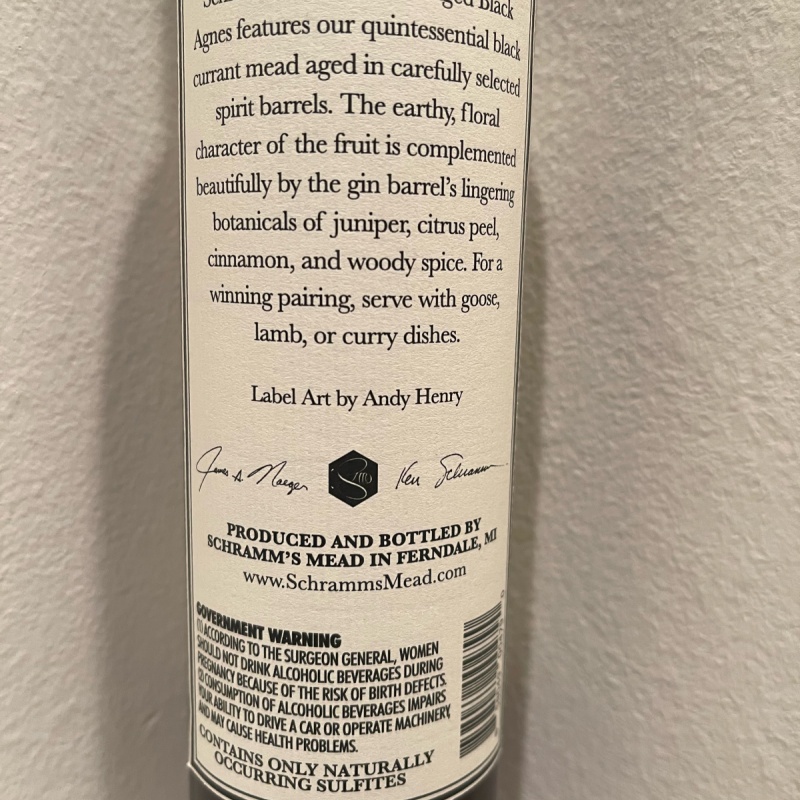 Black
Agnes features our quintessential black
currant mead aged in carefully selected
spirit barrels. The earthy, floral
character of the fruit is complemented
beautifully by the gin barrel's lingering
botanicals of juniper, citrus peel,
cinnamon, and woody spice. For a
winning pairing, serve with goose,
lamb, or curry dishes.
Label Art by Andy Henry
James A. Naeger
Ken Schramm
PRODUCED AND BOTTLED BY
SCHRAMM'S MEAD IN FERNDALE, MI
www.SchrammsMead.com
GOVERNMENT WARNING
(1) ACCORDING TO THE SURGEON GENERAL, WOMEN
SHOULD NOT DRINK ALCOHOLIC BEVERAGES DURING
PREGNANCY BECAUSE OF THE RISK OF BIRTH DEFECTS.
(2) CONSUMPTION OF ALCOHOLIC BEVERAGES IMPAIRS
YOUR ABILITY TO DRIVE A CAR OR OPERATE MACHINERY,
AND MAY CAUSE HEALTH PROBLEMS.
CONTAINS ONLY NATURALLY
OCCURRING SULFITES